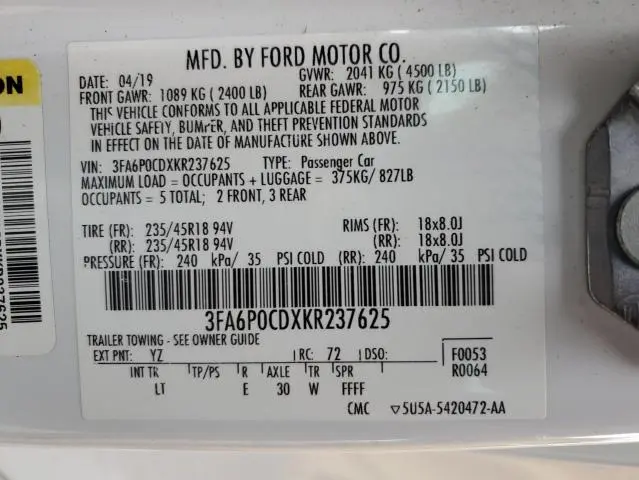 MFD. BY FORD MOTOR CO.
DATE: 04/19 GVWR: 2041 KG ( 4500 LB)
FRONT GAWR: 1089 KG ( 2400 LB) REAR GAWR: 975 KG ( 2150 LB)
THIS VEHICLE CONFORMS TO ALL APPLICABLE FEDERAL MOTOR
VEHICLE SAFETY, BUMPER, AND THEFT PREVENTION STANDARDS
IN EFFECT ON THE DATE OF MANUFACTURE SHOWN ABOVE.
VIN: 3FA6P0CDXKR237625 TYPE: Passenger Car
MAXIMUM LOAD = OCCUPANTS + LUGGAGE = 375KG/ 827LB
OCCUPANTS = 5 TOTAL; 2 FRONT, 3 REAR
TIRE (FR): 235/45R18 94V RIMS (FR): 18x8.0J
(RR): 235/45R18 94V (RR): 18x8.0J
PRESSURE (FR): 240 kPa/ 35 PSI COLD (RR): 240 kPa/ 35 PSI COLD
3FA6P0CDXKR237625
TRAILER TOWING - SEE OWNER GUIDE
EXT PNT: YZ RC: 72 DSO: F0053
R0064
INT TR TP/PS R AXLE TR SPR
LT E 30 W FFFF
CMC ▽5U5A-5420472-AA
ON